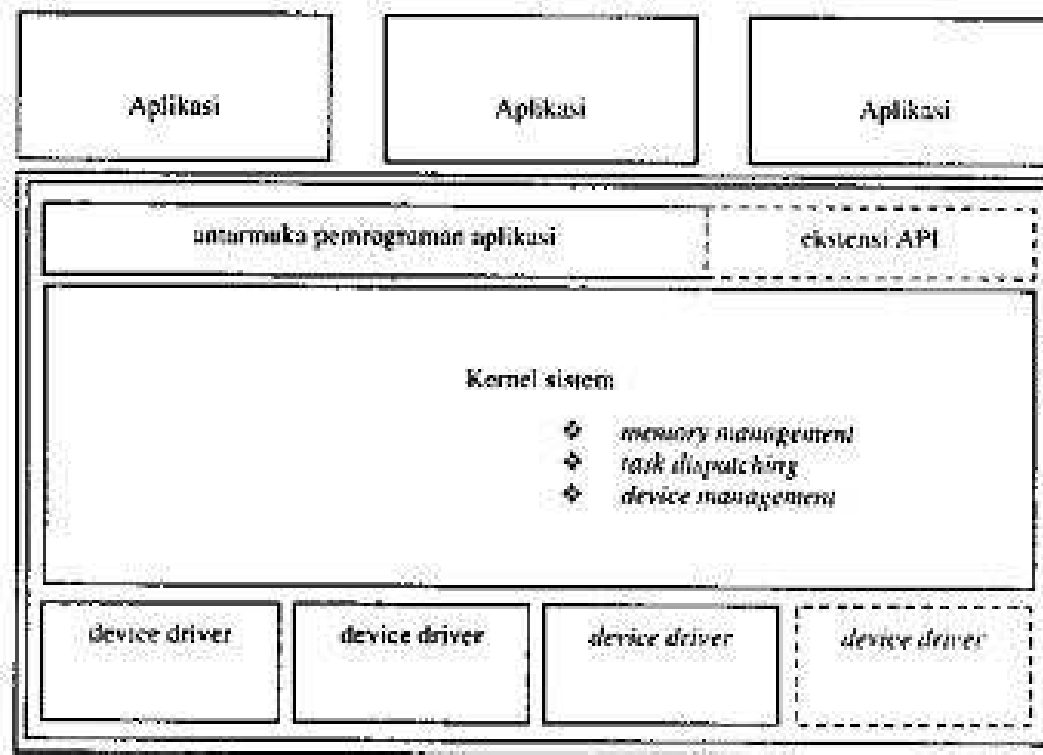 Aplikasi
Aplikasi
Aplikasi
antarmuka pemrograman aplikasi
ekstensi API
Kernel sistem
❖ memory management
❖ task dispatching
❖ device management
device driver
device driver
device driver
device driver